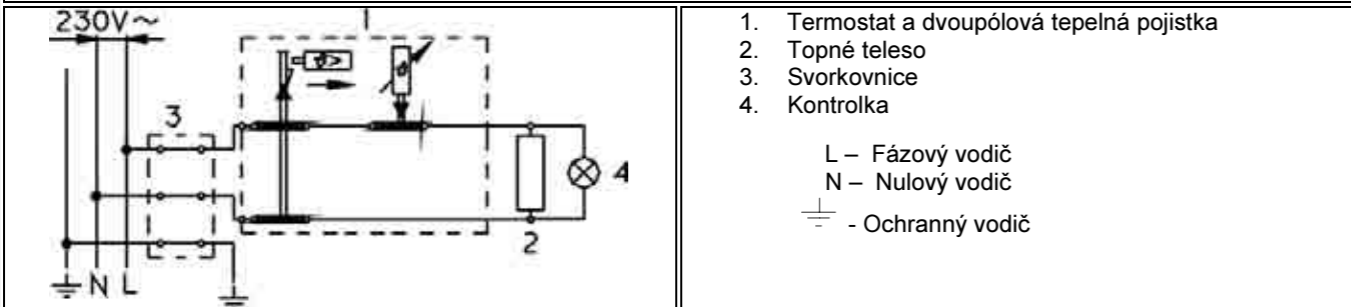 230V~
1
3
4
2
N L
1. Termostat a dvoupólová tepelná pojistka
2. Topné teleso
3. Svorkovnice
4. Kontrolka
L – Fázový vodič
N – Nulový vodič
- Ochranný vodič